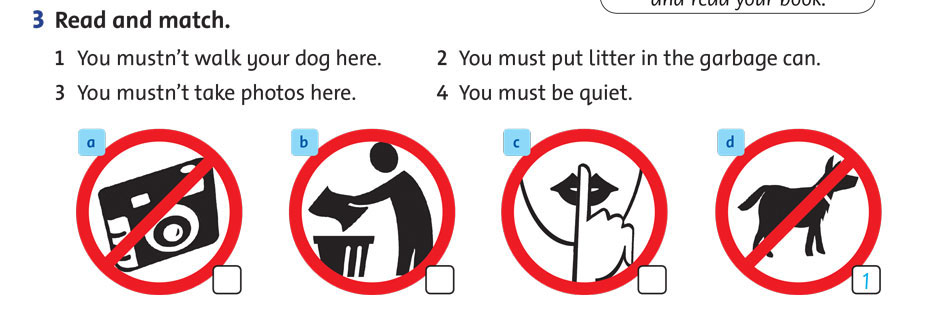 and read your book.
3 Read and match.
1 You mustn't walk your dog here. 2 You must put litter in the garbage can.
3 You mustn't take photos here. 4 You must be quiet.
a b c d
1